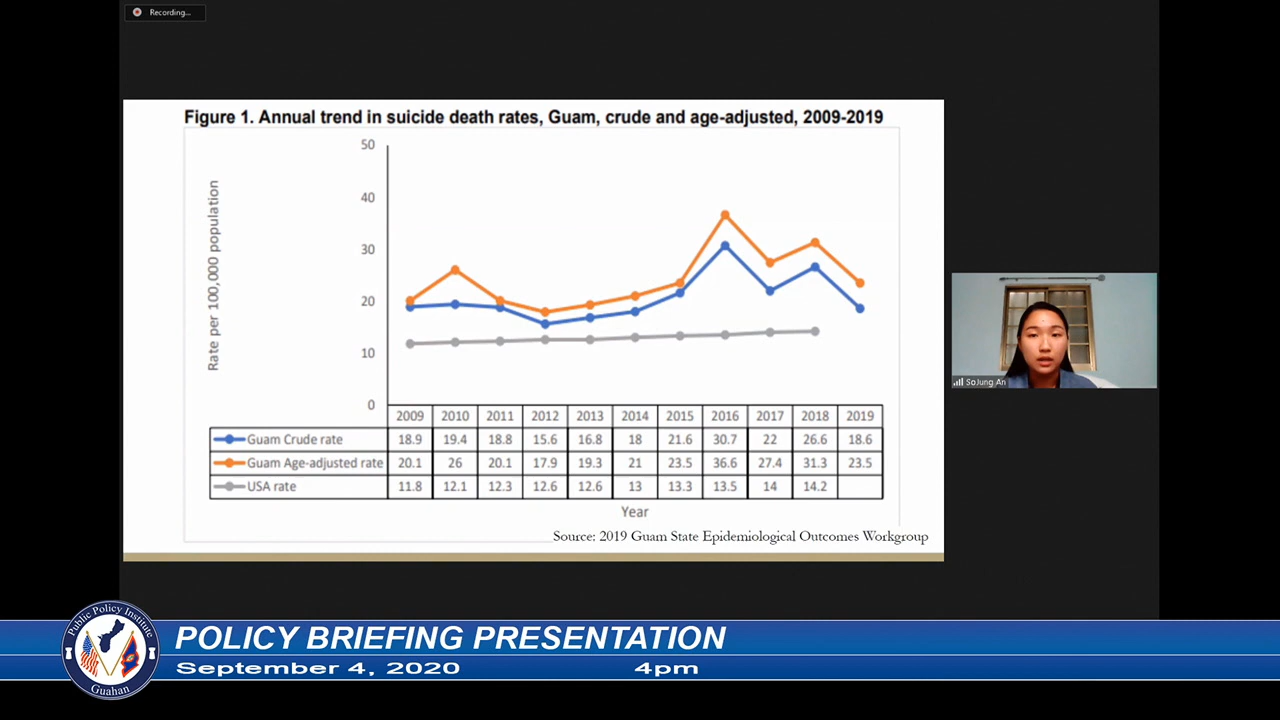 Recording...
Figure 1. Annual trend in suicide death rates, Guam, crude and age-adjusted, 2009-2019
Rate per 100,000 population
50
40
30
20
10
0
2009 2010 2011 2012 2013 2014 2015 2016 2017 2018 2019
Guam Crude rate 18.9 19.4 18.8 15.6 16.8 18 21.6 30.7 22 26.6 18.6
Guam Age-adjusted rate 20.1 26 20.1 17.9 19.3 21 23.5 36.6 27.4 31.3 23.5
USA rate 11.8 12.1 12.3 12.6 12.6 13 13.3 13.5 14 14.2
Year
Source: 2019 Guam State Epidemiological Outcomes Workgroup
SoJung An
Public Policy Institute
Guahan
POLICY BRIEFING PRESENTATION
September 4, 2020 4pm